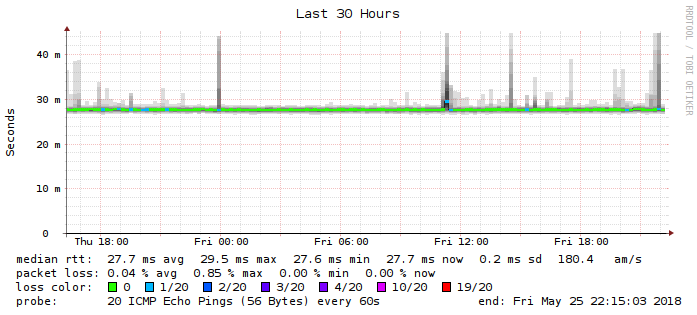 Last 30 Hours
RRDTOOL / TOBI OETIKER
Seconds
40 m
30 m
20 m
10 m
0
Thu 18:00 Fri 00:00 Fri 06:00 Fri 12:00 Fri 18:00
median rtt: 27.7 ms avg 29.5 ms max 27.6 ms min 27.7 ms now 0.2 ms sd 180.4 am/s
packet loss: 0.04 % avg 0.85 % max 0.00 % min 0.00 % now
loss color: 0 1/20 2/20 3/20 4/20 10/20 19/20
probe: 20 ICMP Echo Pings (56 Bytes) every 60s end: Fri May 25 22:15:03 2018